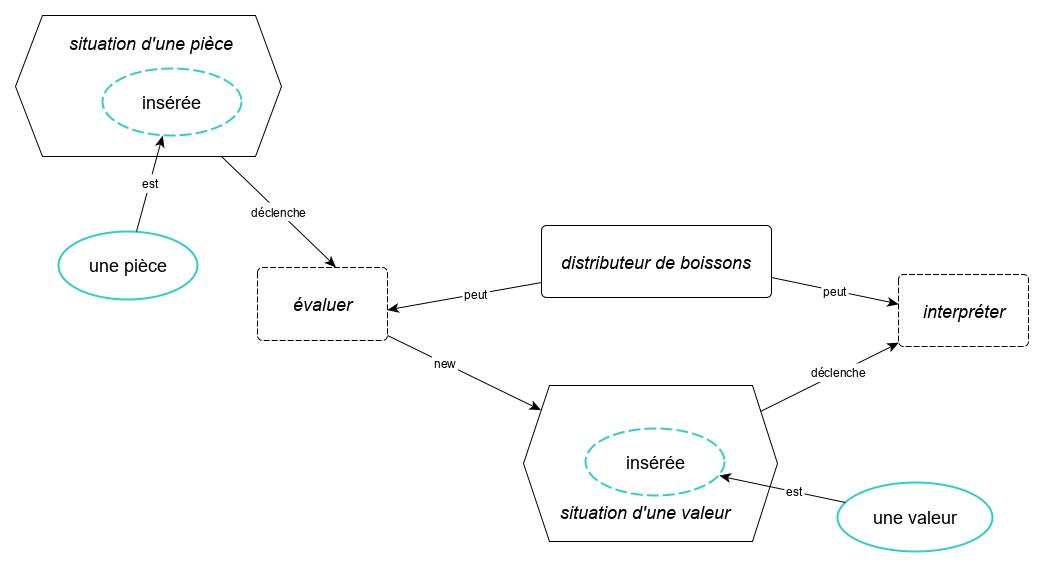 situation d'une pièce
insérée
est
déclenche
une pièce
distributeur de boissons
évaluer
peut
peut
interpréter
new
déclenche
insérée
est
situation d'une valeur
une valeur